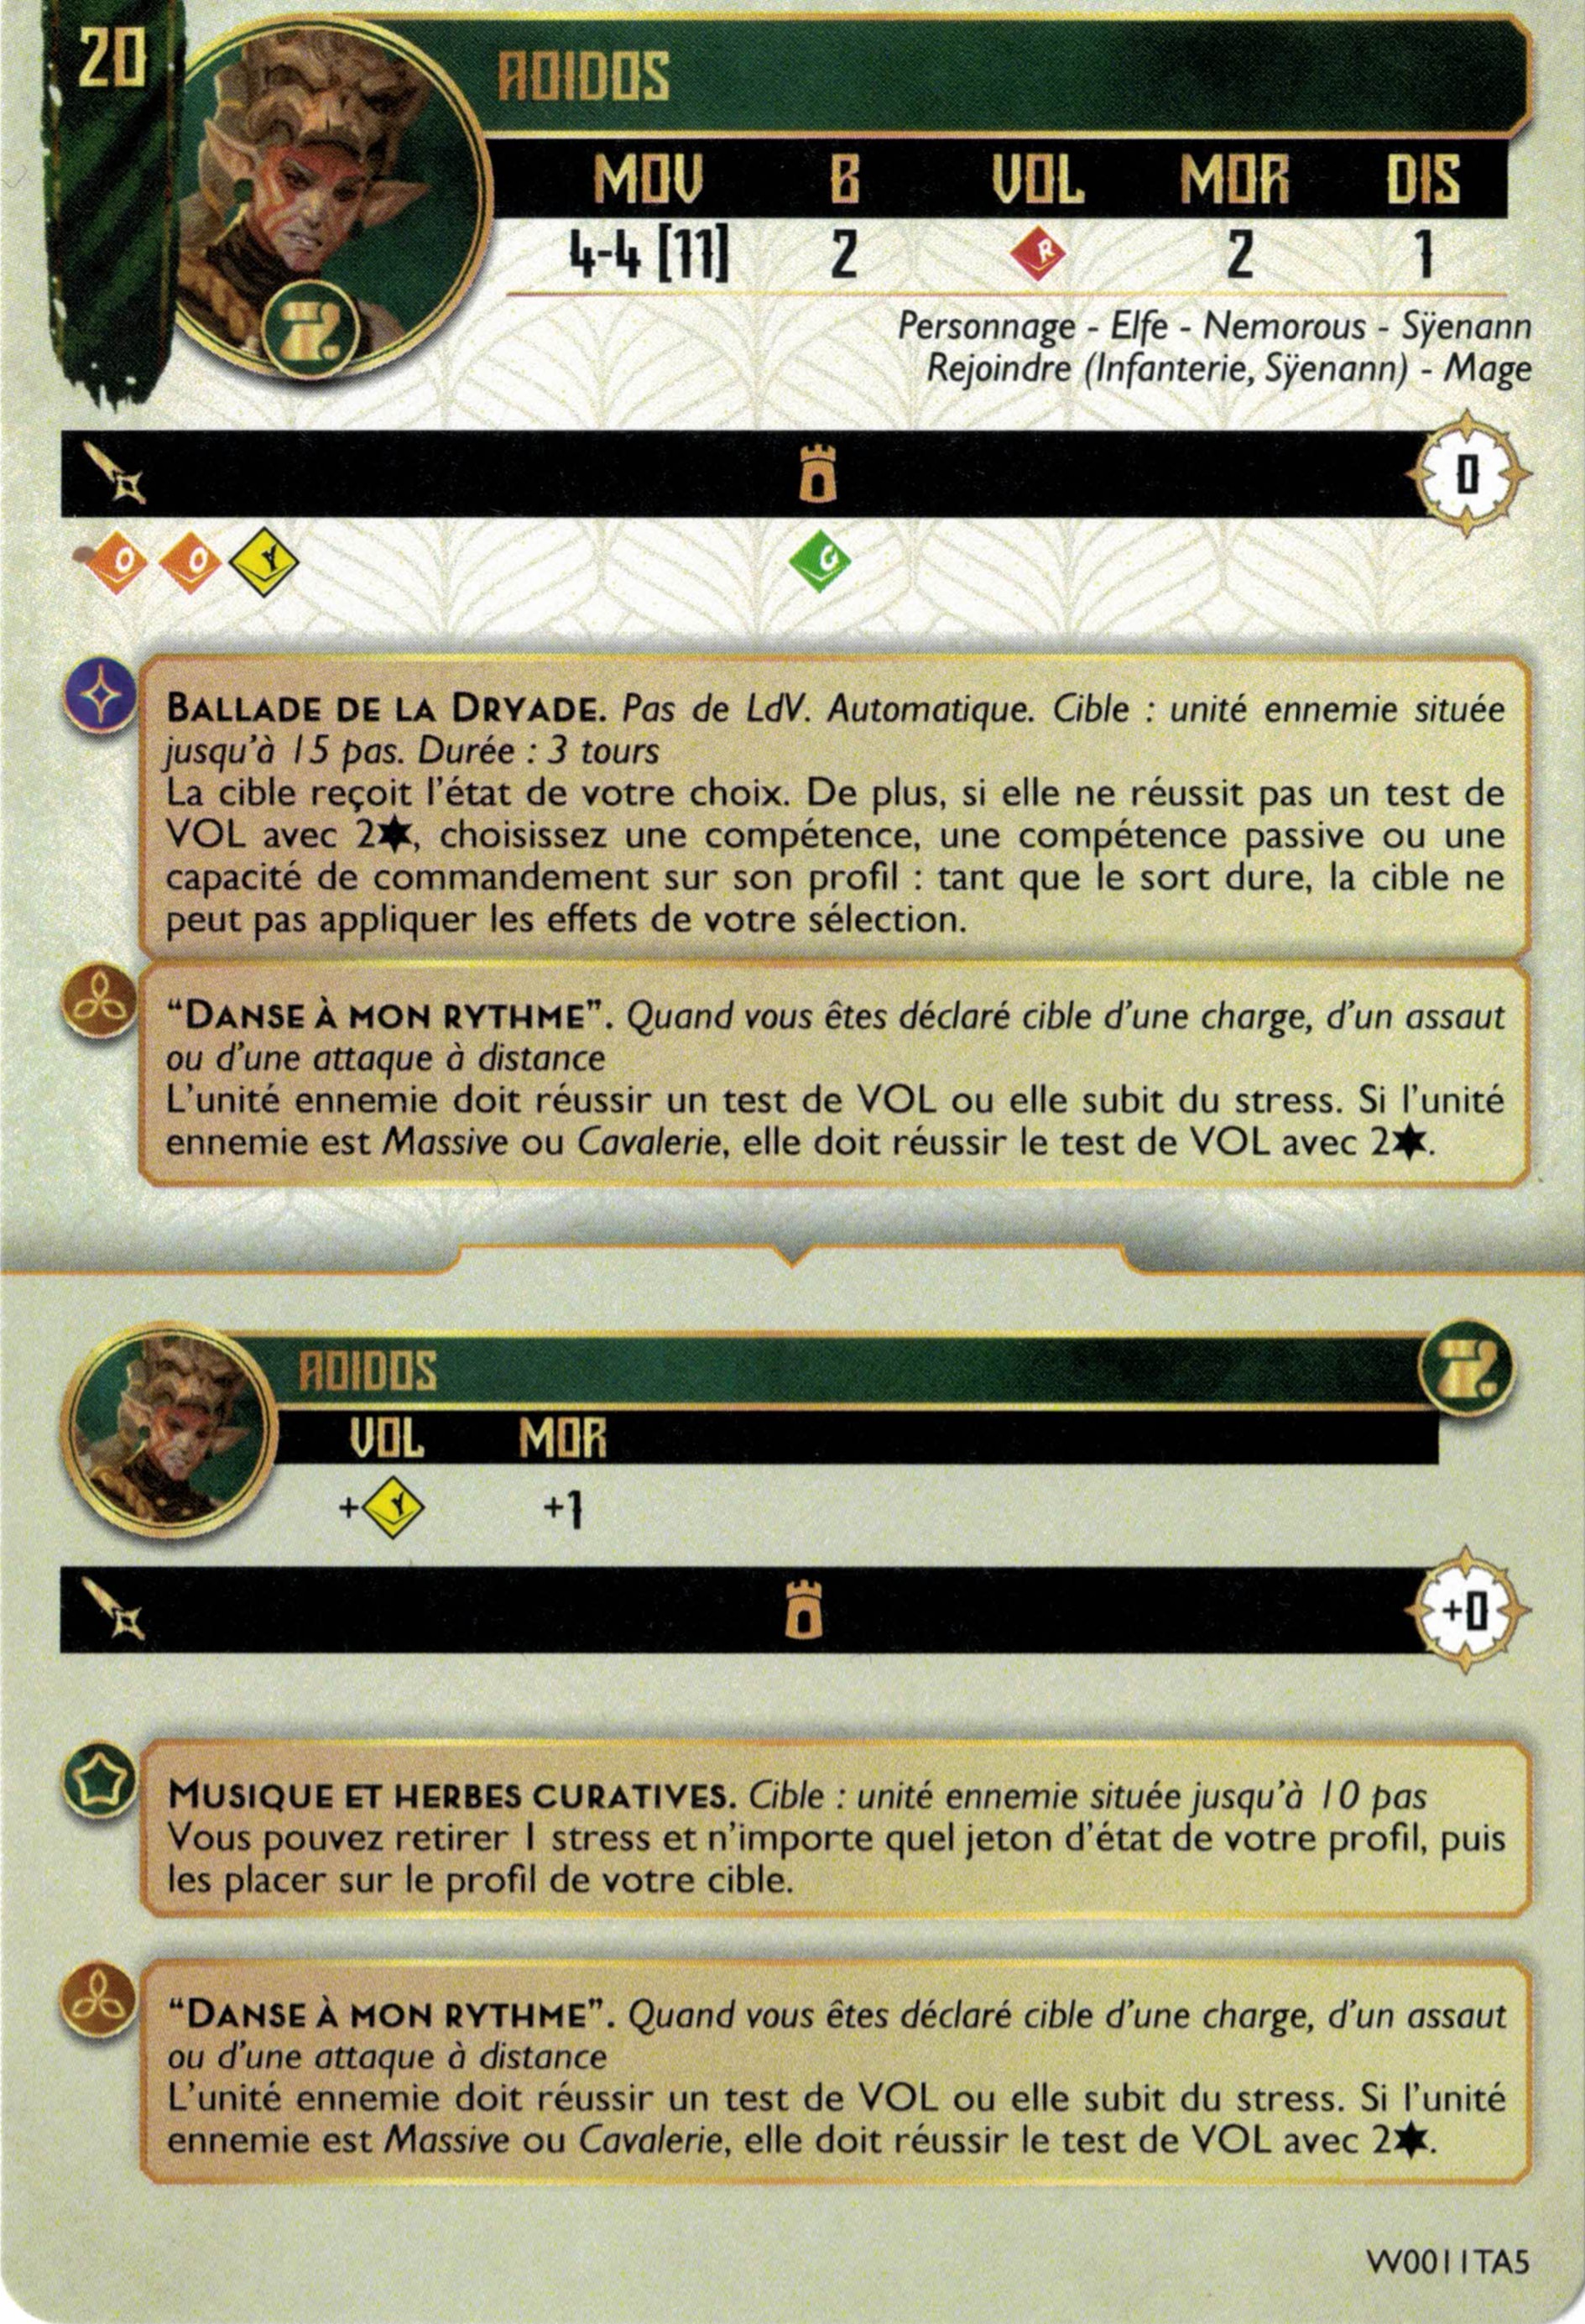 20
AOIDOS
MOV B VOL MOR DIS
4-4 [11] 2 R 2 1
Personnage - Elfe - Nemorous - Sÿenann
Rejoindre (Infanterie, Sÿenann) - Mage
0
O O Y G
BALLADE DE LA DRYADE. Pas de LdV. Automatique. Cible : unité ennemie située
jusqu'à 15 pas. Durée : 3 tours
La cible reçoit l'état de votre choix. De plus, si elle ne réussit pas un test de
VOL avec 2✶, choisissez une compétence, une compétence passive ou une
capacité de commandement sur son profil : tant que le sort dure, la cible ne
peut pas appliquer les effets de votre sélection.
“DANSE À MON RYTHME”. Quand vous êtes déclaré cible d'une charge, d'un assaut
ou d'une attaque à distance
L'unité ennemie doit réussir un test de VOL ou elle subit du stress. Si l'unité
ennemie est Massive ou Cavalerie, elle doit réussir le test de VOL avec 2✶.
AOIDOS
VOL MOR
+Y +1
+0
MUSIQUE ET HERBES CURATIVES. Cible : unité ennemie située jusqu'à 10 pas
Vous pouvez retirer 1 stress et n'importe quel jeton d'état de votre profil, puis
les placer sur le profil de votre cible.
“DANSE À MON RYTHME”. Quand vous êtes déclaré cible d'une charge, d'un assaut
ou d'une attaque à distance
L'unité ennemie doit réussir un test de VOL ou elle subit du stress. Si l'unité
ennemie est Massive ou Cavalerie, elle doit réussir le test de VOL avec 2✶.
W0011TA5